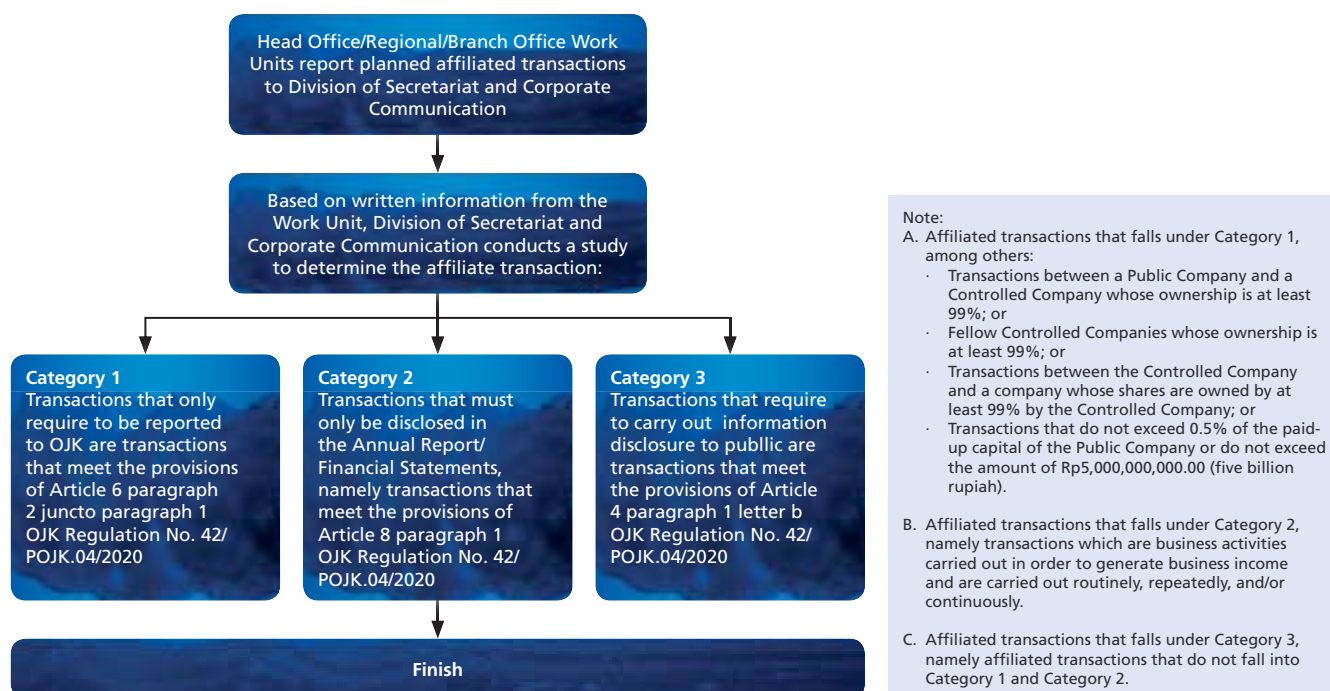 Head Office/Regional/Branch Office Work
Units report planned affiliated transactions
to Division of Secretariat and Corporate
Communication
Based on written information from the
Work Unit, Division of Secretariat and
Corporate Communication conducts a study
to determine the affiliate transaction:
Category 1
Transactions that only
require to be reported
to OJK are transactions
that meet the provisions
of Article 6 paragraph
2 juncto paragraph 1
OJK Regulation No. 42/
POJK.04/2020
Category 2
Transactions that must
only be disclosed in
the Annual Report/
Financial Statements,
namely transactions that
meet the provisions of
Article 8 paragraph 1
OJK Regulation No. 42/
POJK.04/2020
Category 3
Transactions that require
to carry out information
disclosure to publlic are
transactions that meet
the provisions of Article
4 paragraph 1 letter b
OJK Regulation No. 42/
POJK.04/2020
Finish
Note:
A. Affiliated transactions that falls under Category 1,
among others:
· Transactions between a Public Company and a
Controlled Company whose ownership is at least
99%; or
· Fellow Controlled Companies whose ownership is
at least 99%; or
· Transactions between the Controlled Company
and a company whose shares are owned by at
least 99% by the Controlled Company; or
· Transactions that do not exceed 0.5% of the paid-
up capital of the Public Company or do not exceed
the amount of Rp5,000,000,000.00 (five billion
rupiah).
B. Affiliated transactions that falls under Category 2,
namely transactions which are business activities
carried out in order to generate business income
and are carried out routinely, repeatedly, and/or
continuously.
C. Affiliated transactions that falls under Category 3,
namely affiliated transactions that do not fall into
Category 1 and Category 2.